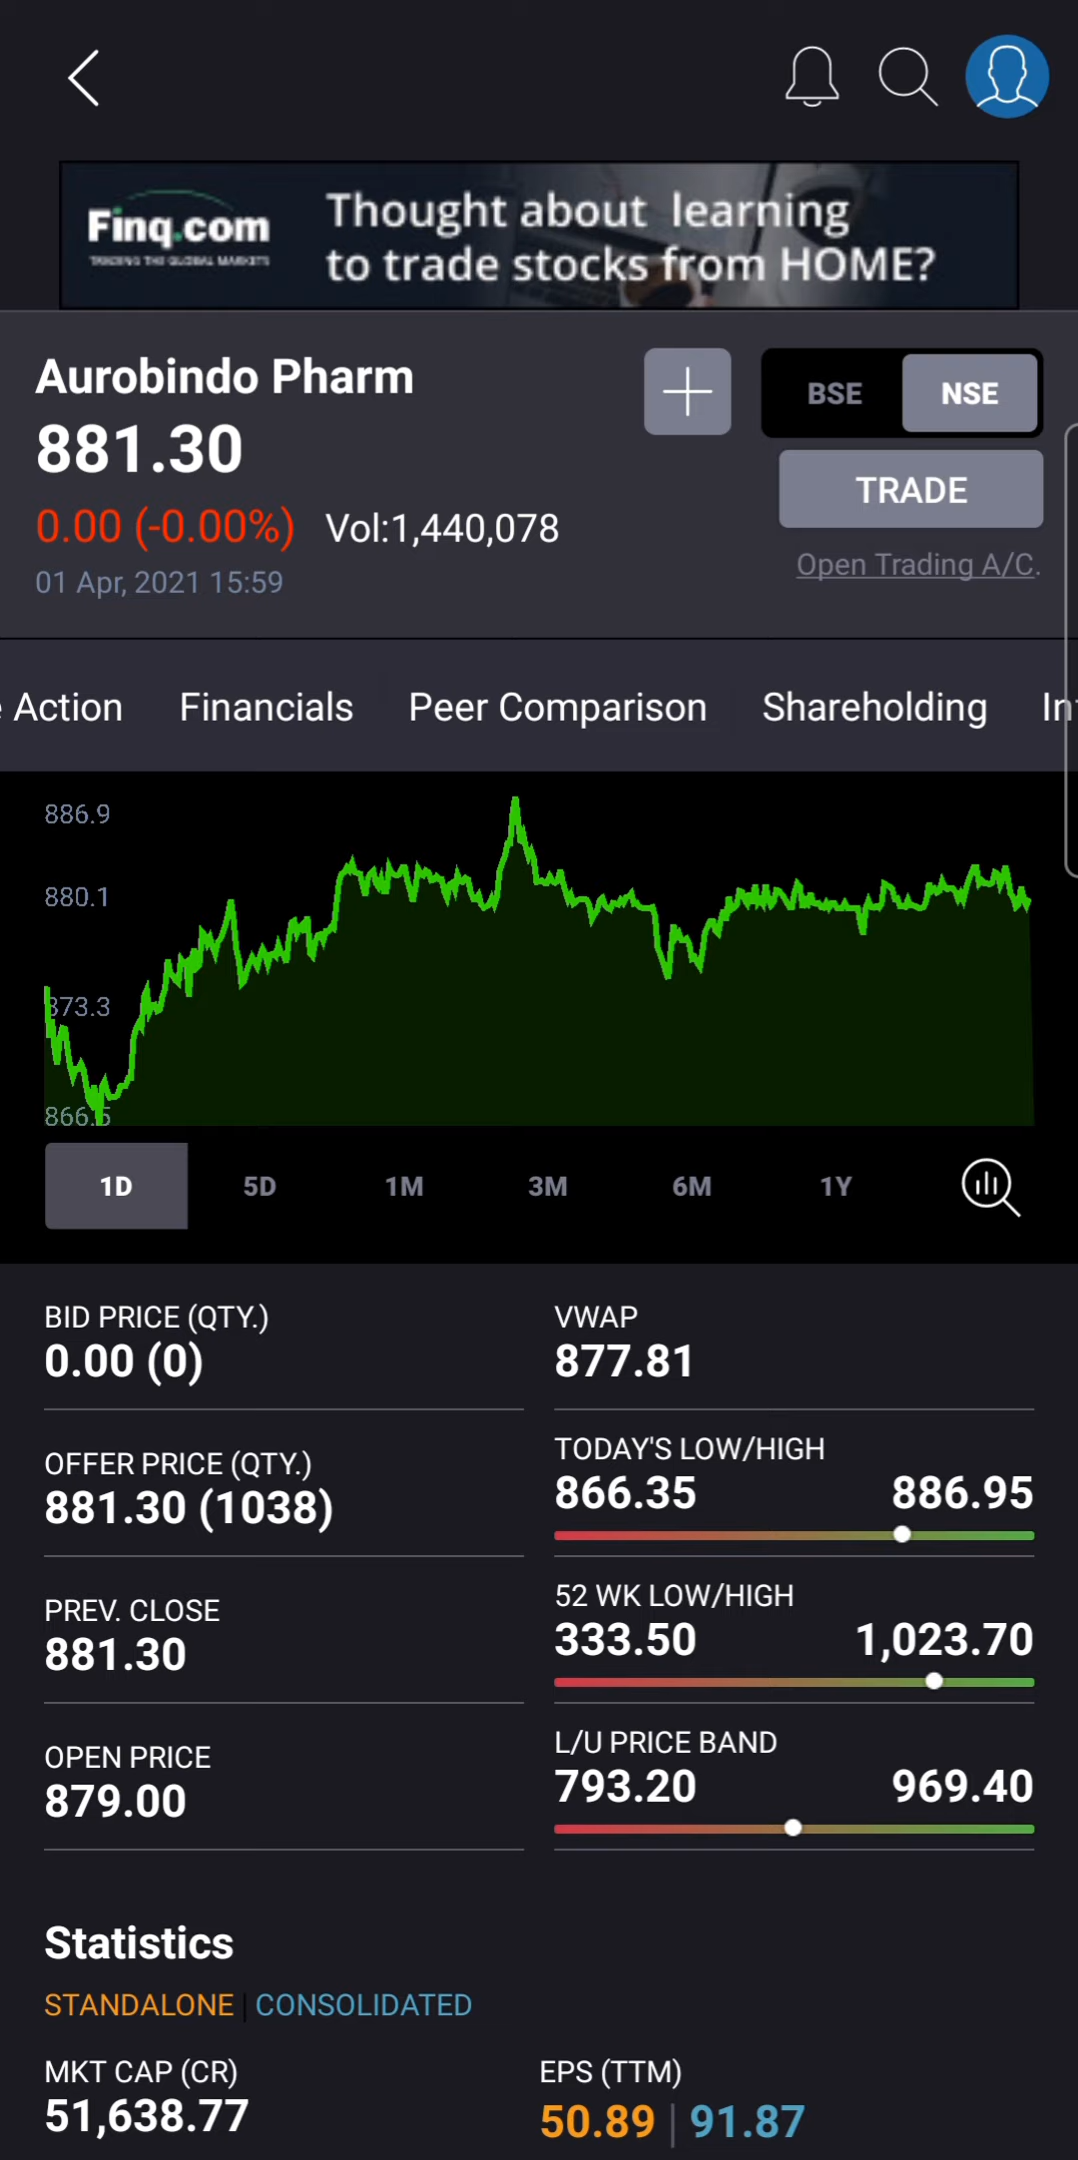 Finq.com
TRADING THE GLOBAL MARKETS
Thought about learning
to trade stocks from HOME?
Aurobindo Pharm
881.30
0.00 (-0.00%) Vol:1,440,078
01 Apr, 2021 15:59
BSE NSE
TRADE
Open Trading A/C.
Action Financials Peer Comparison Shareholding
886.9
880.1
873.3
866.5
1D 5D 1M 3M 6M 1Y
BID PRICE (QTY.)
0.00 (0)
VWAP
877.81
OFFER PRICE (QTY.)
881.30 (1038)
TODAY'S LOW/HIGH
866.35 886.95
PREV. CLOSE
881.30
52 WK LOW/HIGH
333.50 1,023.70
OPEN PRICE
879.00
L/U PRICE BAND
793.20 969.40
Statistics
STANDALONE | CONSOLIDATED
MKT CAP (CR)
51,638.77
EPS (TTM)
50.89 | 91.87